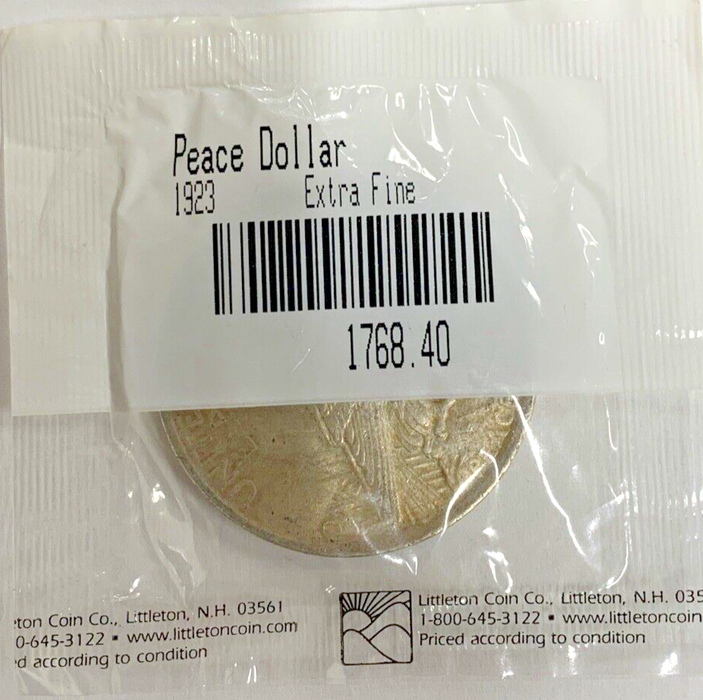 Peace Dollar
1923 Extra Fine
1768.40
Coin Co., Littleton, N.H. 03561
0-645-3122 ▪ www.littletoncoin.com
according to condition
Littleton Coin Co., Littleton, N.H. 035
1-800-645-3122 ▪ www.littletoncoin
Priced according to condition